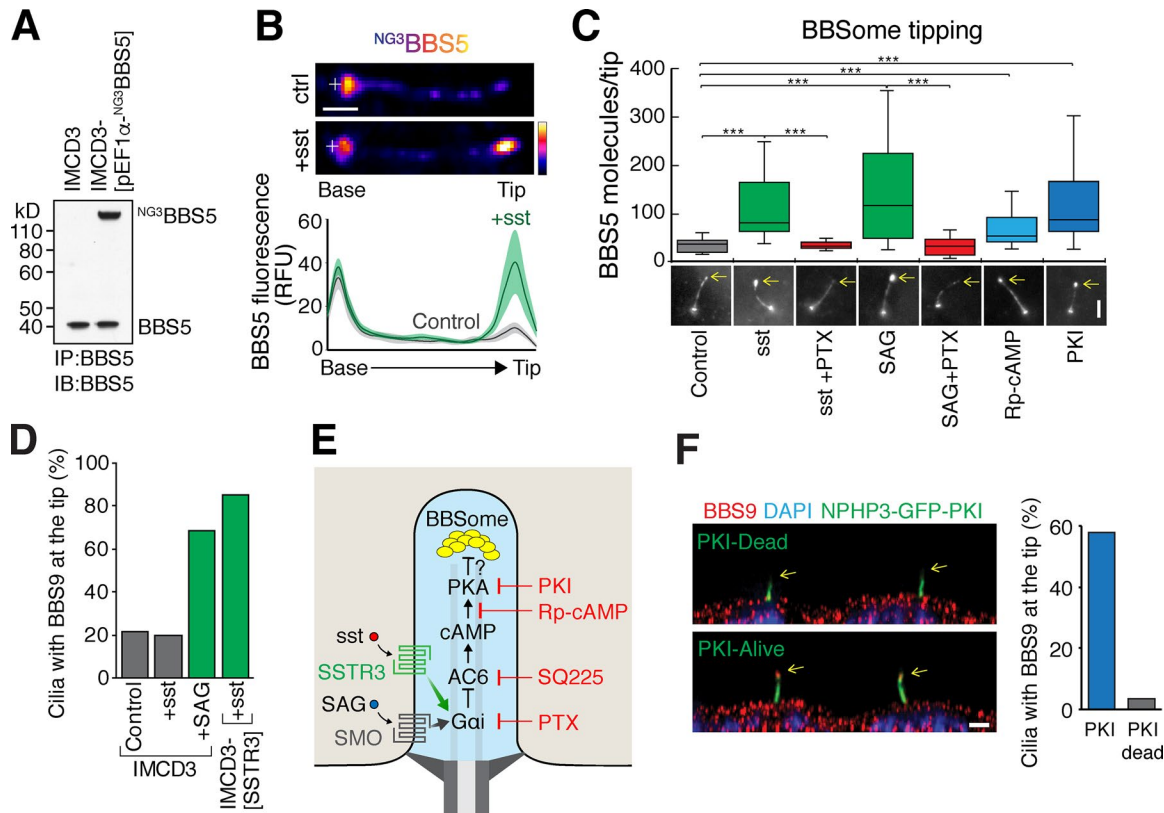 A
IMCD3
IMCD3-
[pEF1α-NG3BBS5]
kD
110
80
60
50
40
NG3BBS5
BBS5
IP:BBS5
IB:BBS5
B
NG3BBS5
ctrl
+sst
Base
Tip
BBS5 fluorescence
(RFU)
60
40
20
0
+sst
Control
Base
Tip
C
BBSome tipping
BBS5 molecules/tip
400
300
200
100
0
***
***
***
***
***
***
Control
sst
sst +PTX
SAG
SAG+PTX
Rp-cAMP
PKI
D
Cilia with BBS9 at the tip (%)
100
80
60
40
20
0
Control
+sst
+SAG
+sst
IMCD3
IMCD3-
[SSTR3]
E
BBSome
?
PKA
PKI
Rp-cAMP
cAMP
sst
SSTR3
AC6
SQ225
SAG
Gαi
PTX
SMO
F
BBS9 DAPI NPHP3-GFP-PKI
PKI-Dead
PKI-Alive
Cilia with BBS9 at the tip (%)
60
40
20
0
PKI
PKI
dead